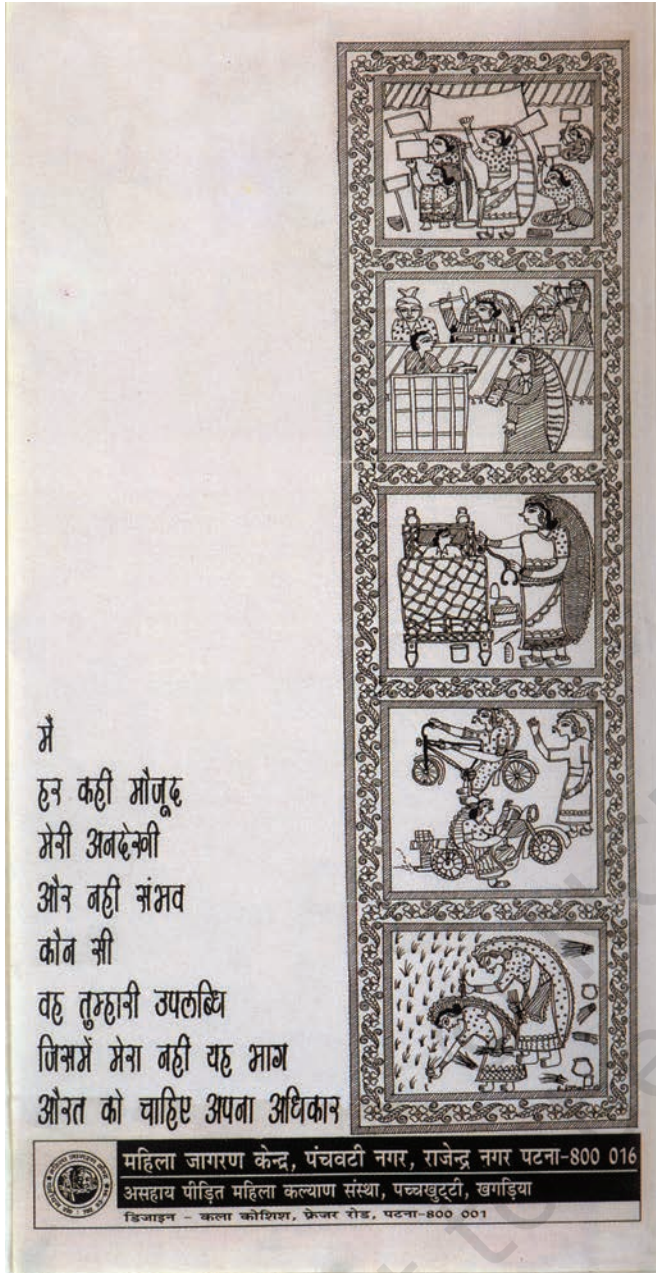 मैं
हर कहीं मौजूद
मेरी अनदेखी
और नहीं संभव
कौन सी
वह तुम्हारी उपलब्धि
जिसमें मेरा नहीं यह भाग
औरत को चाहिए अपना अधिकार
महिला जागरण केन्द्र, पंचवटी नगर, राजेन्द्र नगर पटना-800 016
असहाय पीड़ित महिला कल्याण संस्था, पच्चखुट्टी, खगड़िया
डिजाइन - कला कोशिश, फ्रेजर रोड, पटना-800 001